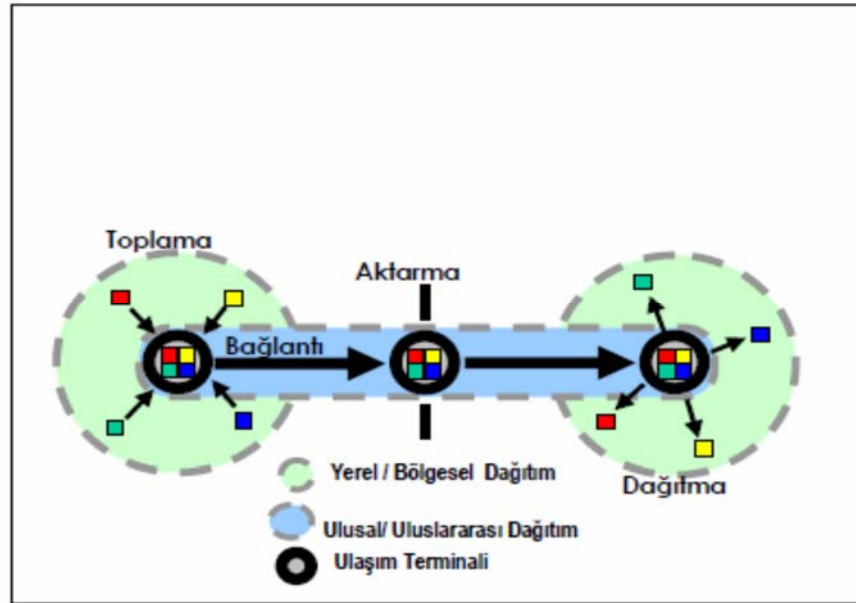 Toplama
Aktarma
Bağlantı
Dağıtma
Yerel / Bölgesel Dağıtım
Ulusal/ Uluslararası Dağıtım
Ulaşım Terminali